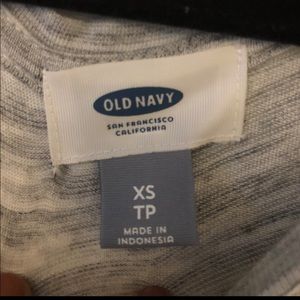 OLD NAVY
SAN FRANCISCO
CALIFORNIA
XS
TP
MADE IN
INDONESIA